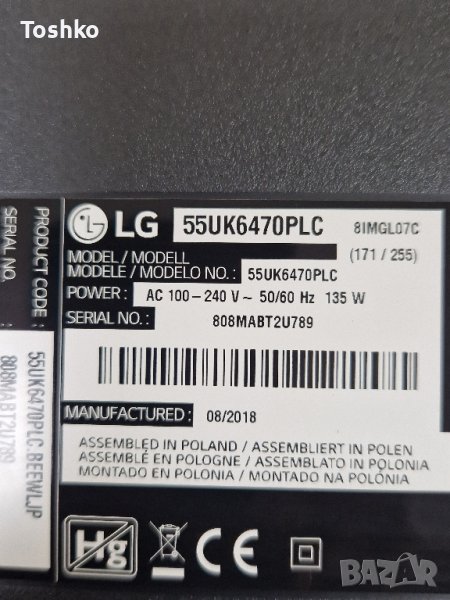 Toshko
LG 55UK6470PLC 8IMGL07C
(171 / 255)
MODEL / MODELL
MODÈLE / MODELO NO. : 55UK6470PLC
POWER : AC 100-240 V~ 50/60 Hz 135 W
SERIAL NO. : 808MABT2U789
MANUFACTURED : 08/2018
ASSEMBLED IN POLAND / ASSEMBLIERT IN POLEN
ASSEMBLÉ EN POLOGNE / ASSEMBLATO IN POLONIA
MONTADO EN POLONIA / MONTADO NA POLÓNIA
Hg CE
PRODUCT CODE : 55UK6470PLC BEEWLJP
SERIAL NO. : 808MABT2U789
BAZAR